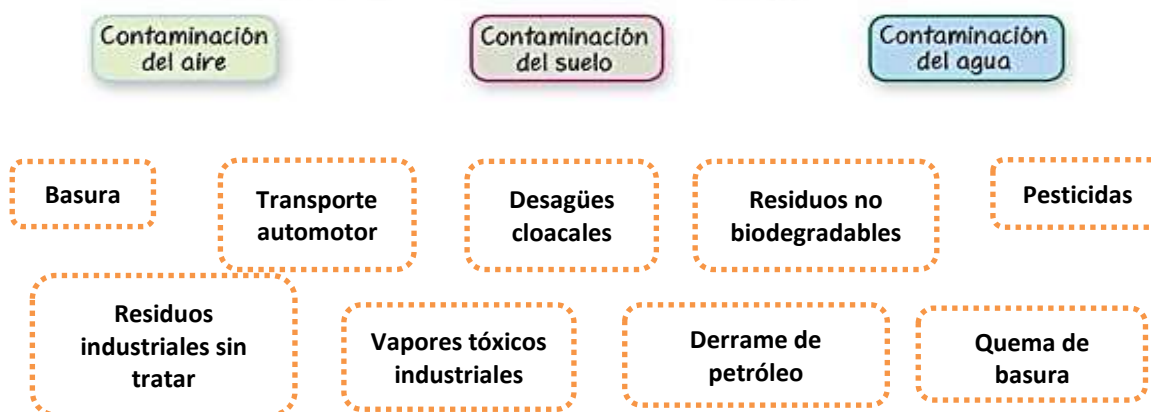 Contaminación
del aire
Contaminación
del suelo
Contaminación
del agua
Basura
Transporte
automotor
Desagües
cloacales
Residuos no
biodegradables
Pesticidas
Residuos
industriales sin
tratar
Vapores tóxicos
industriales
Derrame de
petróleo
Quema de
basura